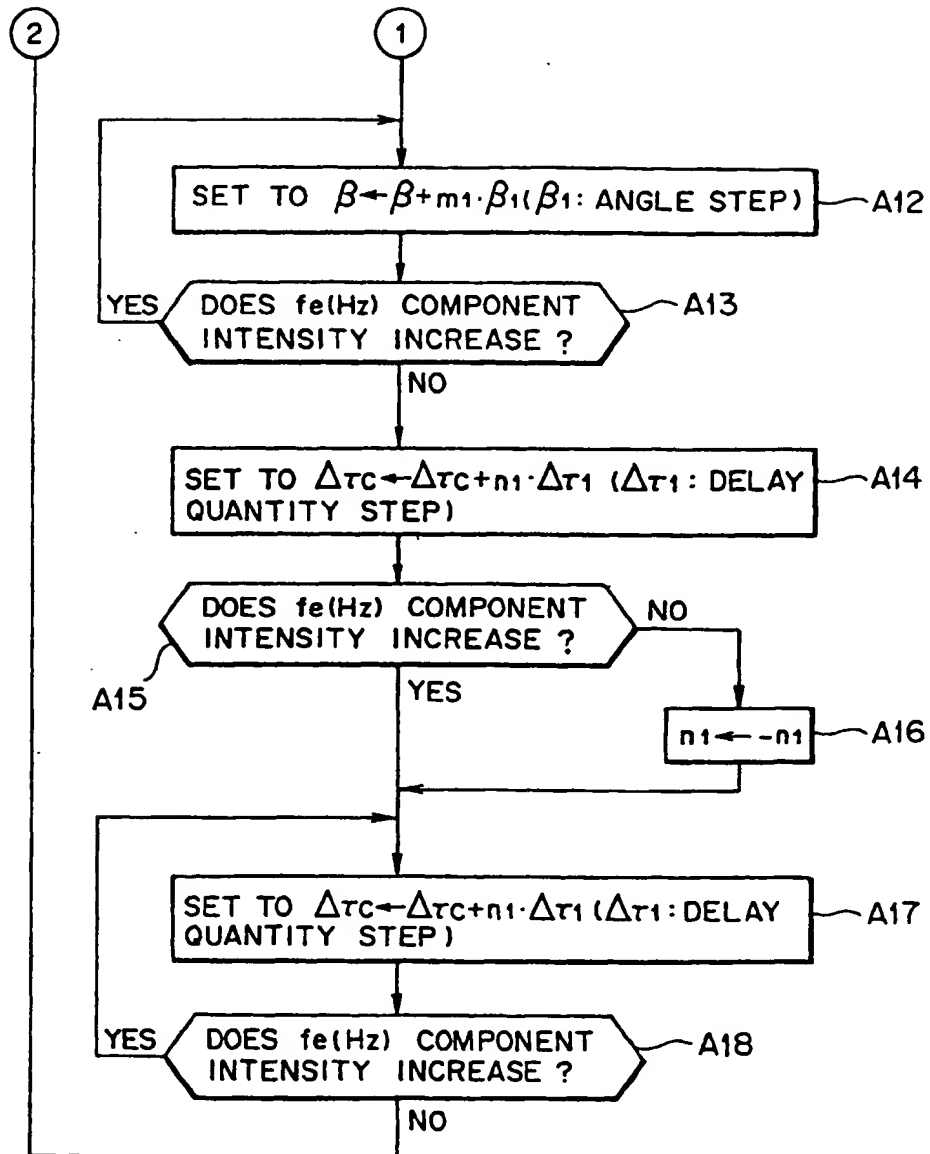 2
1
SET TO β←β+m1·β1(β1: ANGLE STEP)
A12
YES
DOES fe(Hz) COMPONENT
INTENSITY INCREASE ?
A13
NO
SET TO Δτc←Δτc+n1·Δτ1 (Δτ1: DELAY
QUANTITY STEP)
A14
DOES fe(Hz) COMPONENT
INTENSITY INCREASE ?
NO
A15
YES
n1← -n1
A16
SET TO Δτc←Δτc+n1·Δτ1 (Δτ1: DELAY
QUANTITY STEP)
A17
YES
DOES fe(Hz) COMPONENT
INTENSITY INCREASE ?
A18
NO